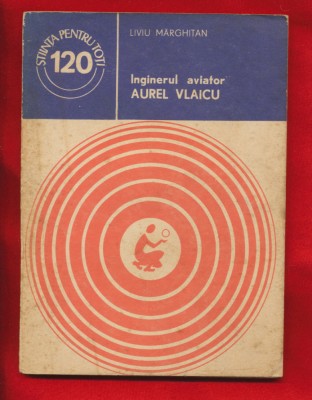 ȘTIINȚA PENTRU TOȚI
120
LIVIU MĂRGHITAN
Inginerul aviator
AUREL VLAICU